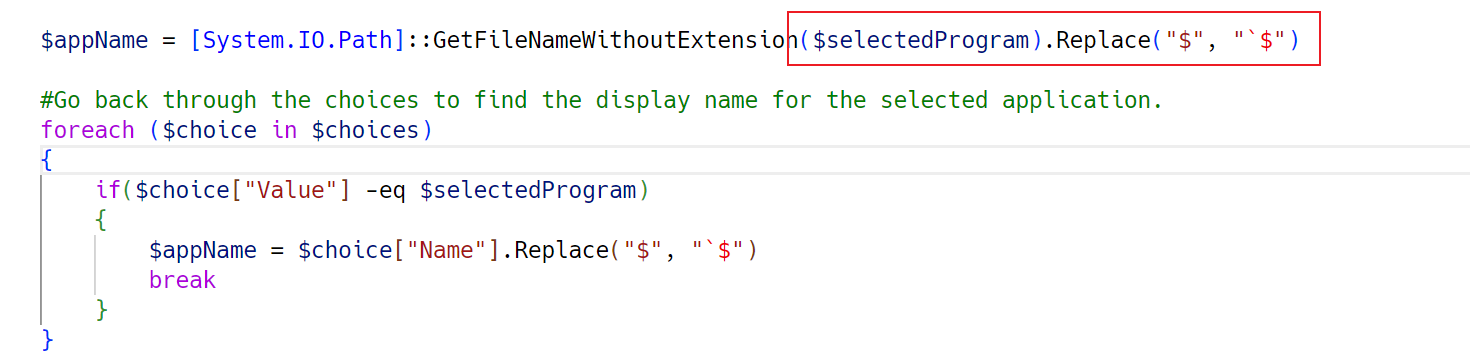 $appName = [System.IO.Path]::GetFileNameWithoutExtension($selectedProgram).Replace("$", "`$")
#Go back through the choices to find the display name for the selected application.
foreach ($choice in $choices)
{
if($choice["Value"] -eq $selectedProgram)
{
$appName = $choice["Name"].Replace("$", "`$")
break
}
}